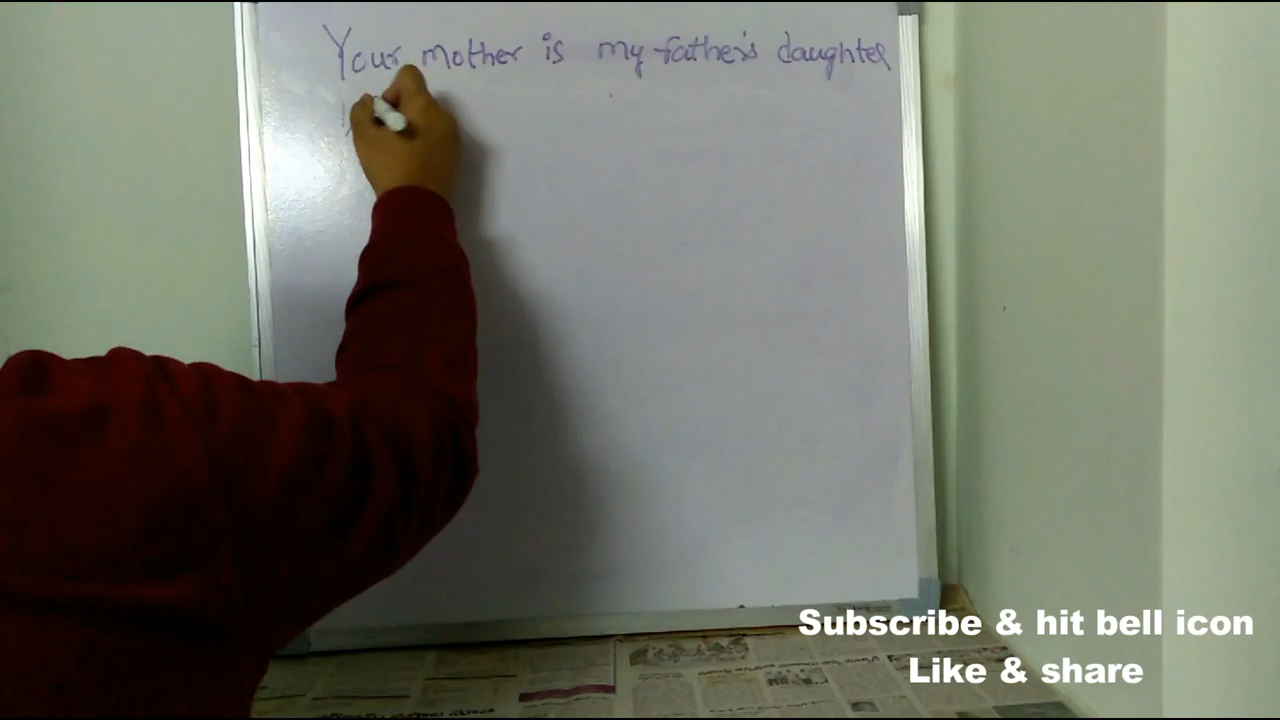 Your mother is my father's daughter
Subscribe & hit bell icon
Like & share